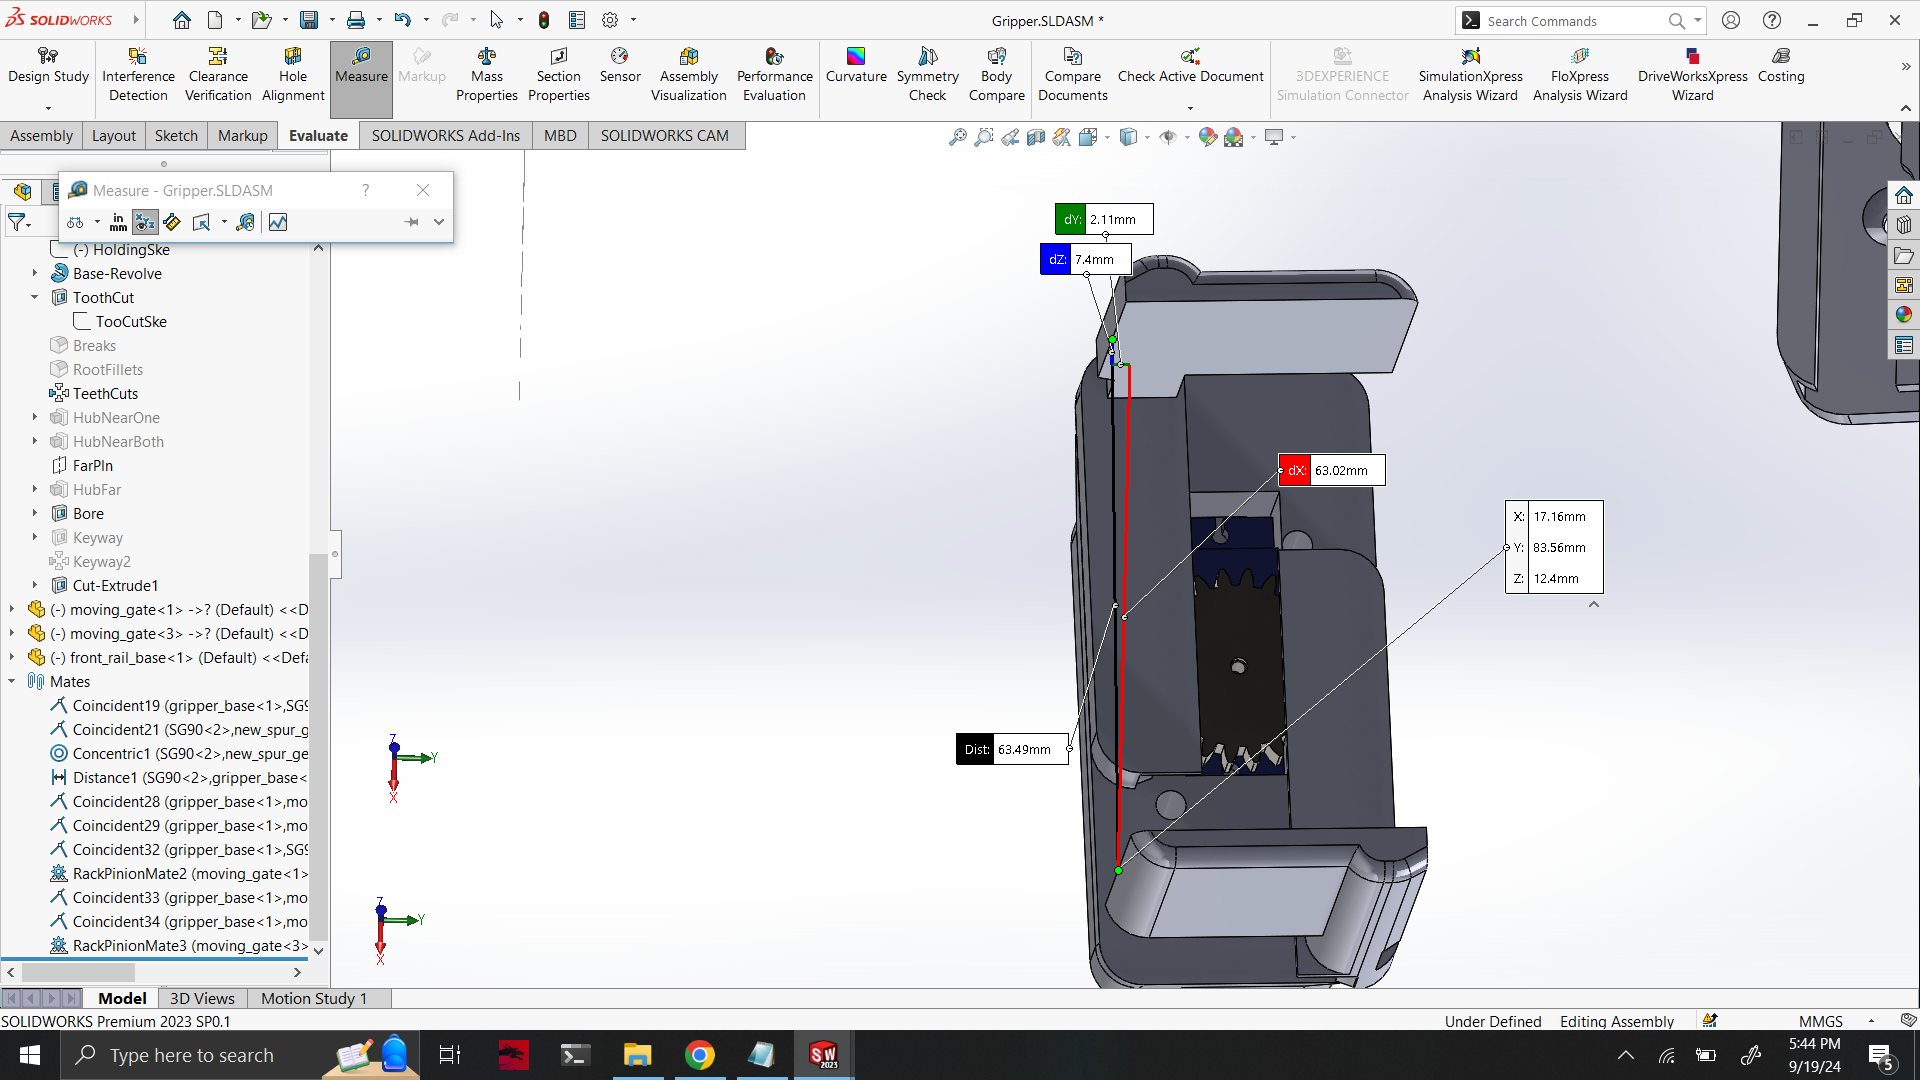 SOLIDWORKS
Gripper.SLDASM *
Search Commands
Design Study
Interference Detection
Clearance Verification
Hole Alignment
Measure
Markup
Mass Properties
Section Properties
Sensor
Assembly Visualization
Performance Evaluation
Curvature
Symmetry Check
Body Compare
Compare Documents
Check Active Document
3DEXPERIENCE Simulation Connector
SimulationXpress Analysis Wizard
FloXpress Analysis Wizard
DriveWorksXpress Wizard
Costing
Assembly
Layout
Sketch
Markup
Evaluate
SOLIDWORKS Add-Ins
MBD
SOLIDWORKS CAM
Measure - Gripper.SLDASM
?
in
mm
(-) HoldingSke
Base-Revolve
ToothCut
TooCutSke
Breaks
RootFillets
TeethCuts
HubNearOne
HubNearBoth
FarPln
HubFar
Bore
Keyway
Keyway2
Cut-Extrude1
(-) moving_gate<1> ->? (Default) <<D
(-) moving_gate<3> ->? (Default) <<D
(-) front_rail_base<1> (Default) <<Defa
Mates
Coincident19 (gripper_base<1>,SG9
Coincident21 (SG90<2>,new_spur_g
Concentric1 (SG90<2>,new_spur_ge
Distance1 (SG90<2>,gripper_base<
Coincident28 (gripper_base<1>,mo
Coincident29 (gripper_base<1>,mo
Coincident32 (gripper_base<1>,SG9
RackPinionMate2 (moving_gate<1>
Coincident33 (gripper_base<1>,mo
Coincident34 (gripper_base<1>,mo
RackPinionMate3 (moving_gate<3>
dY: 2.11mm
dZ: 7.4mm
dX: 63.02mm
X: 17.16mm
Y: 83.56mm
Z: 12.4mm
Dist: 63.49mm
Z
Y
X
Z
Y
X
Model
3D Views
Motion Study 1
SOLIDWORKS Premium 2023 SP0.1
Under Defined
Editing Assembly
MMGS
Type here to search
SW
2023
5:44 PM
9/19/24
5